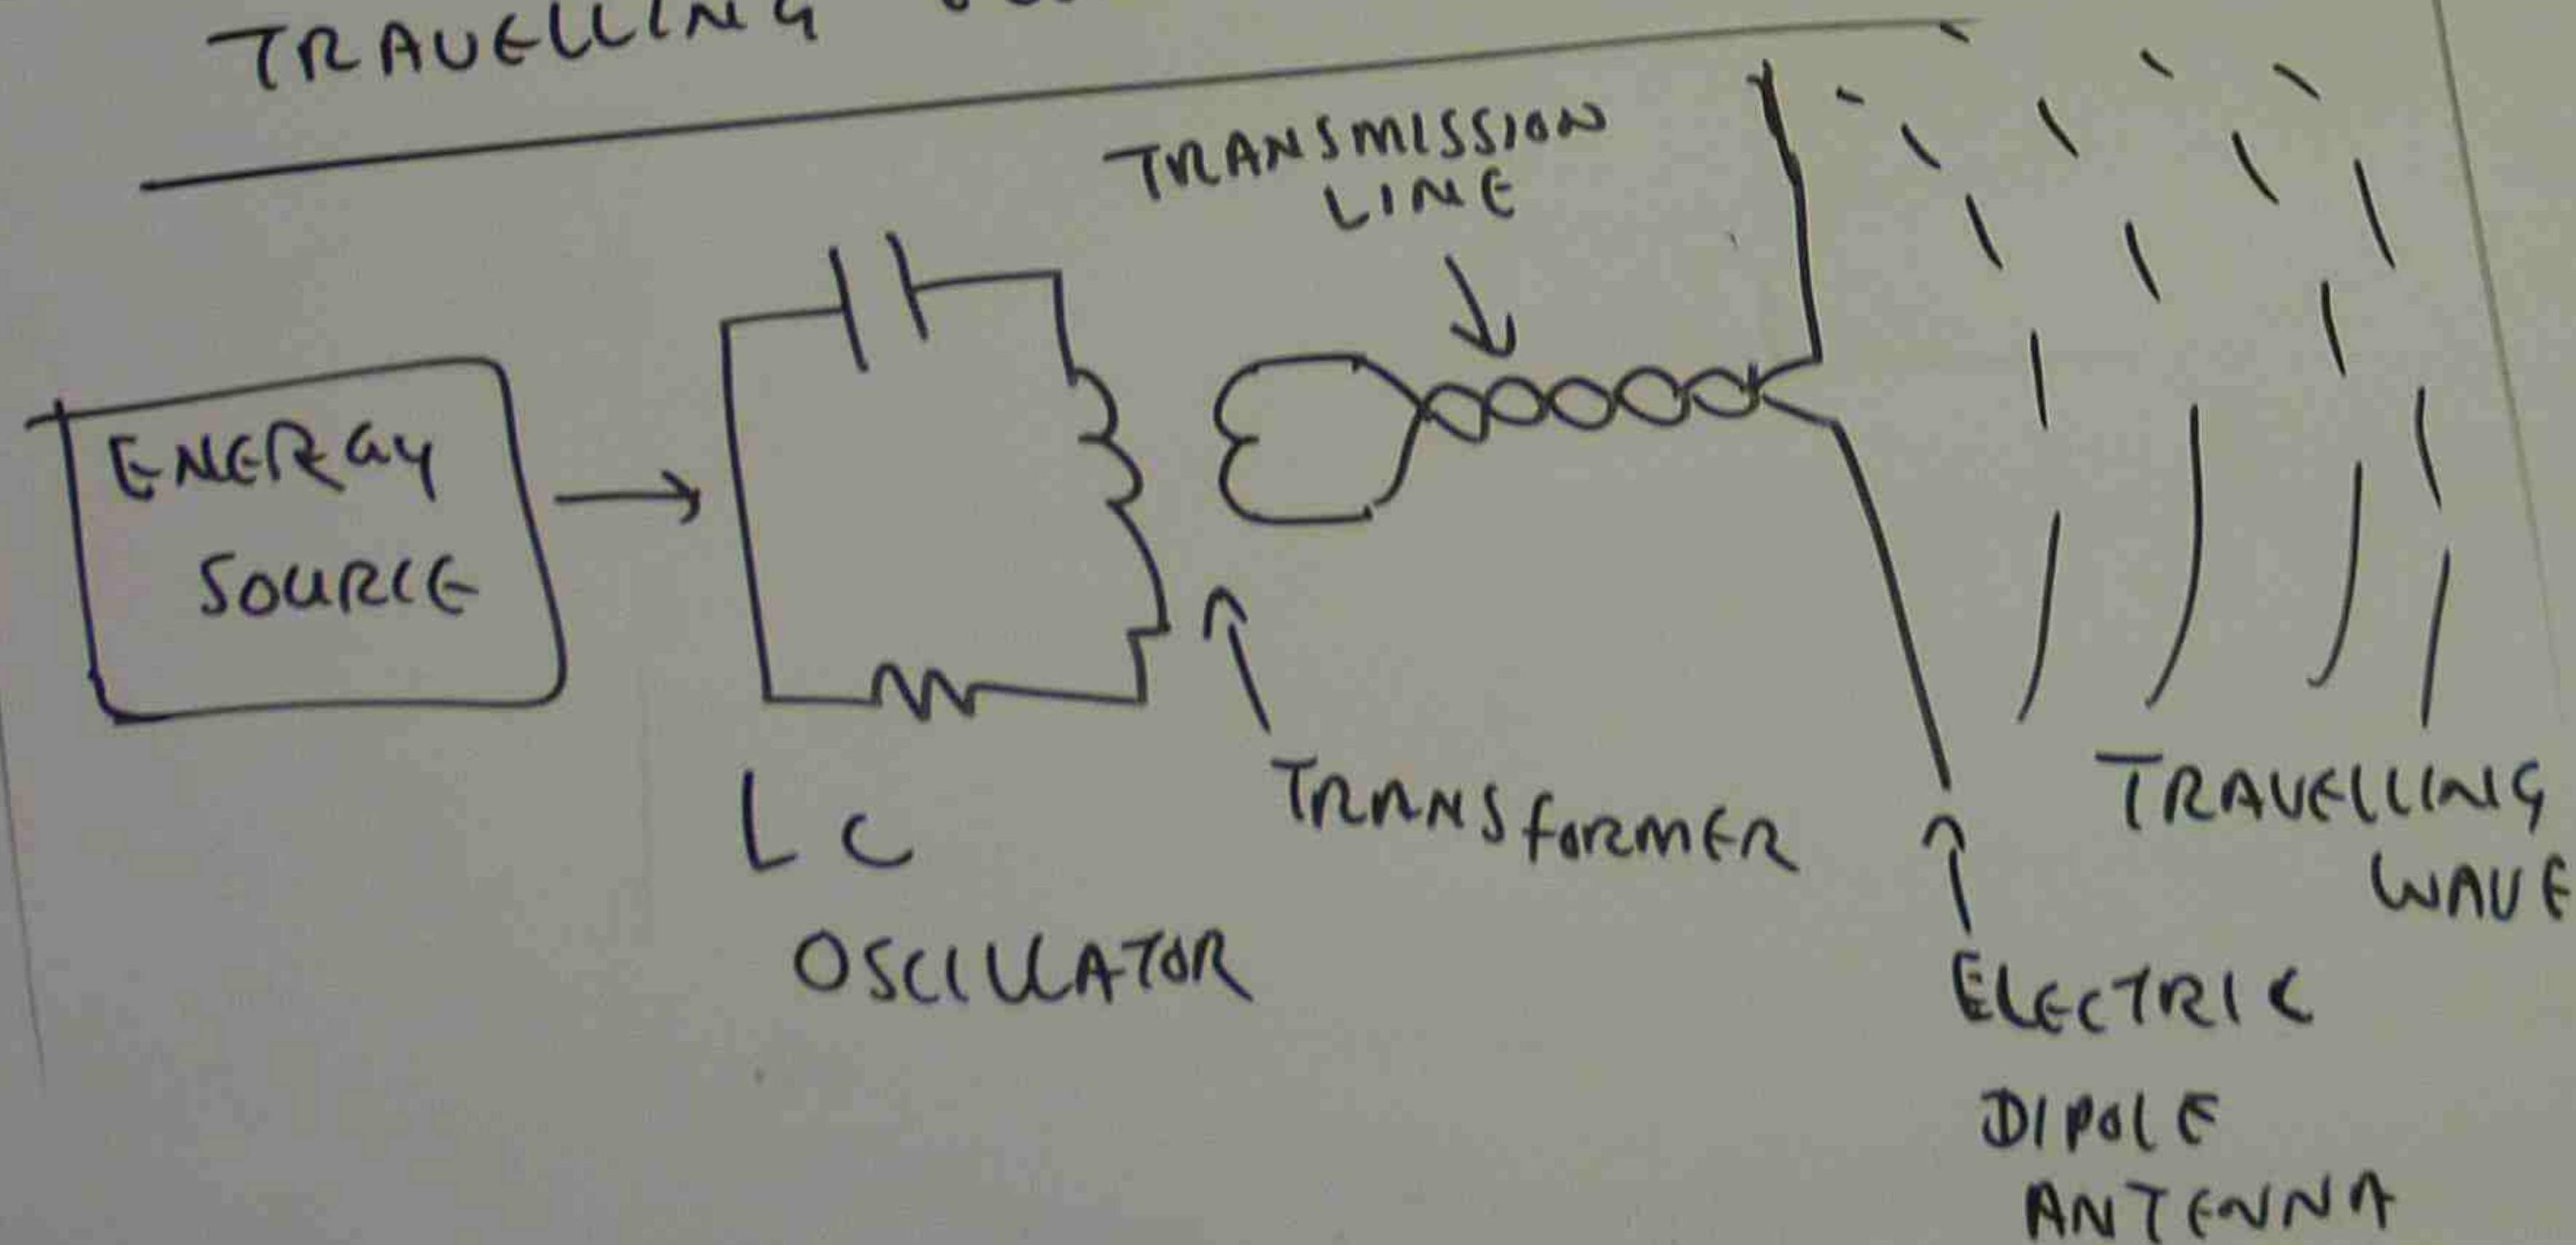 TRAVELLING
TRANSMISSION
LINE
ENERGY
SOURCE
LC
OSCILLATOR
TRANSFORMER
TRAVELLING
WAVE
ELECTRIC
DIPOLE
ANTENNA